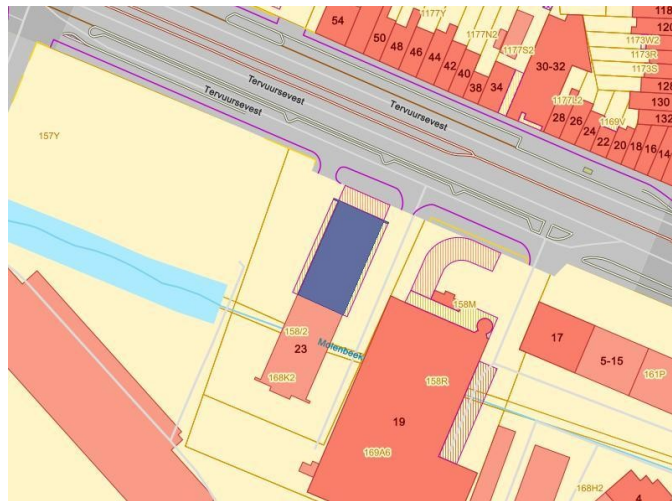 1177Y
118
120
54
50
48
46
44
42
40
38
34
1177N2
1177S2
30-32
1173W2
1173R
1173S
128
130
132
1177L2
1169V
28
26
24
22
20
18
16
14
Tervuursevest
Tervuursevest
Tervuursevest
157Y
158M
158/2
23
Molenbeek
168K2
17
5-15
161P
158R
19
169A6
168H2
4